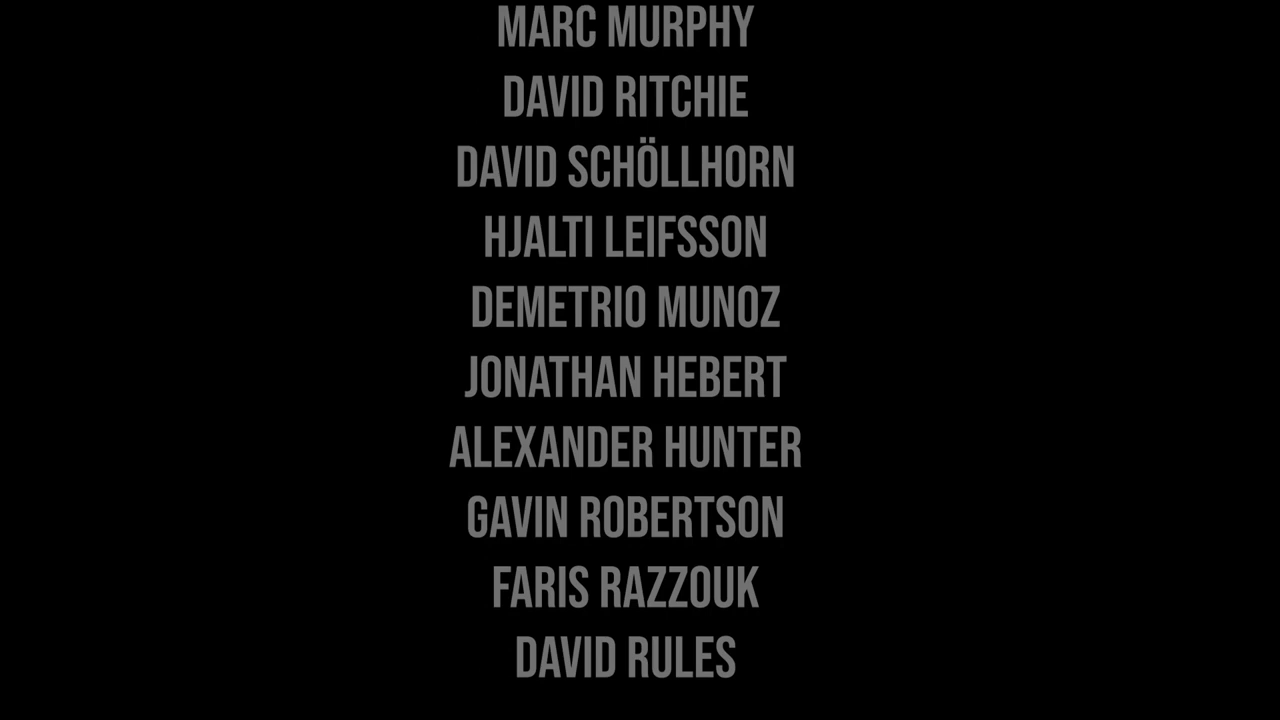 MARC MURPHY
DAVID RITCHIE
DAVID SCHÖLLHORN
HJALTI LEIFSSON
DEMETRIO MUNOZ
JONATHAN HEBERT
ALEXANDER HUNTER
GAVIN ROBERTSON
FARIS RAZZOUK
DAVID RULES